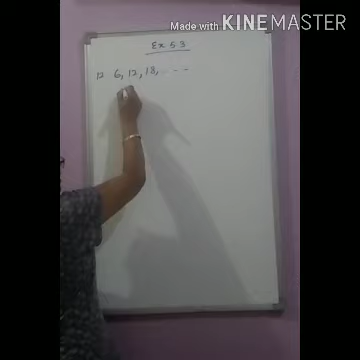 Made with KINEMASTER
Ex 5.3
12 6, 12, 18, - - -